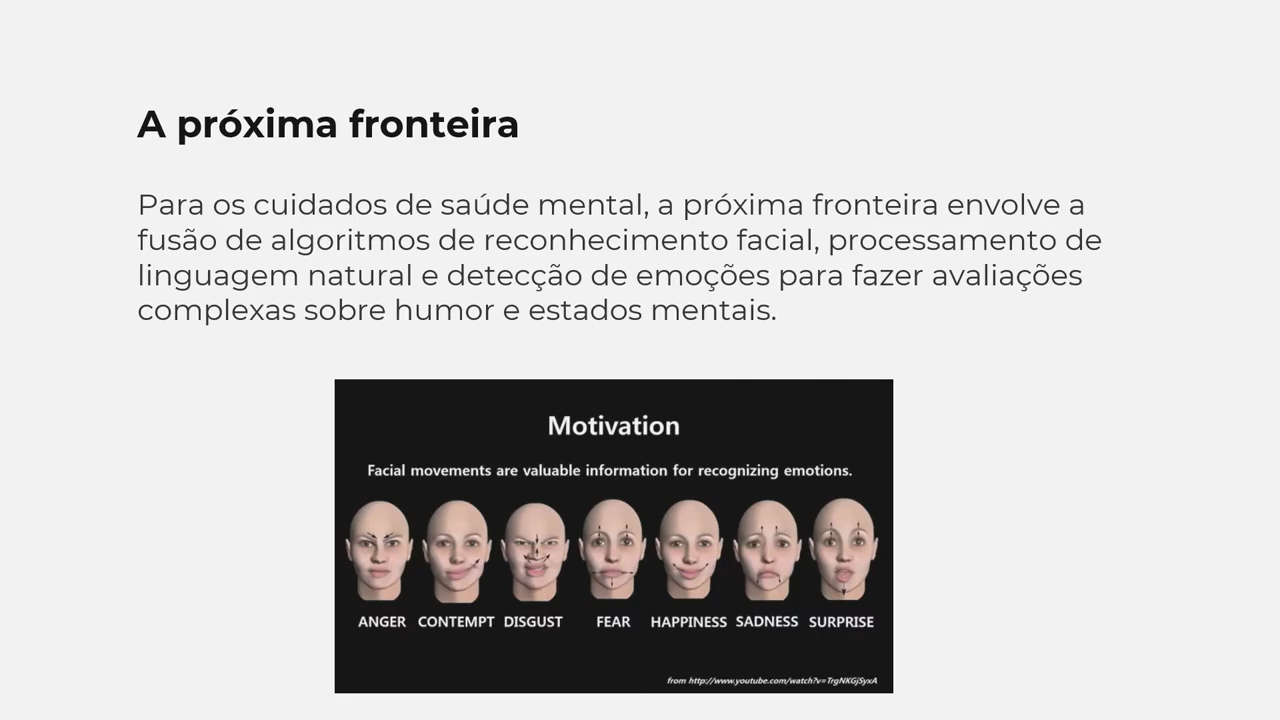 A próxima fronteira
Para os cuidados de saúde mental, a próxima fronteira envolve a
fusão de algoritmos de reconhecimento facial, processamento de
linguagem natural e detecção de emoções para fazer avaliações
complexas sobre humor e estados mentais.
Motivation
Facial movements are valuable information for recognizing emotions.
ANGER CONTEMPT DISGUST FEAR HAPPINESS SADNESS SURPRISE
from http://www.youtube.com/watch?v=TrgNKGjSyxA